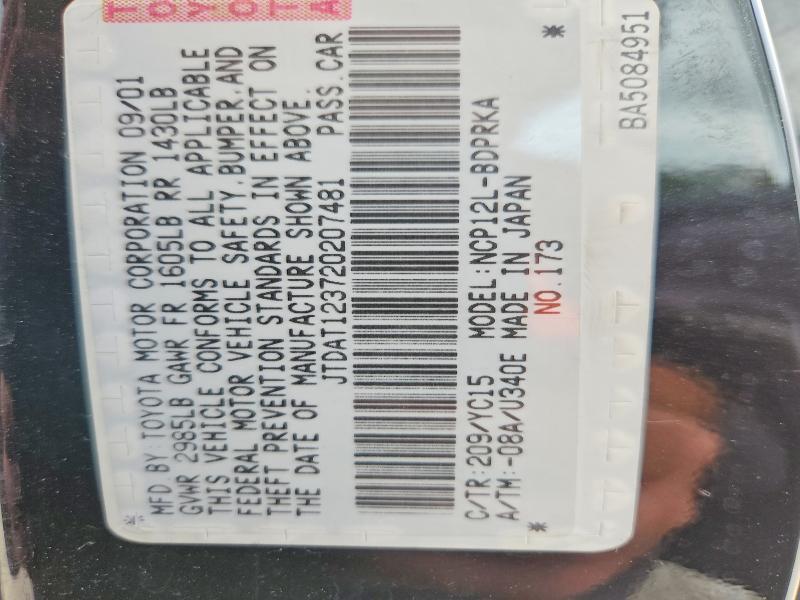 TOYOTA
MFD BY:TOYOTA MOTOR CORPORATION 09/01
GVWR 2985LB GAWR FR 1605LB RR 1430LB
THIS VEHICLE CONFORMS TO ALL APPLICABLE
FEDERAL MOTOR VEHICLE SAFETY,BUMPER,AND
THEFT PREVENTION STANDARDS IN EFFECT ON
THE DATE OF MANUFACTURE SHOWN ABOVE.
JTDAT123720207481 PASS.CAR
C/TR:209/YC15 MODEL:NCP12L-BDPRKA
A/TM:-08A/U340E MADE IN JAPAN
* NO.173 *
BA5084951